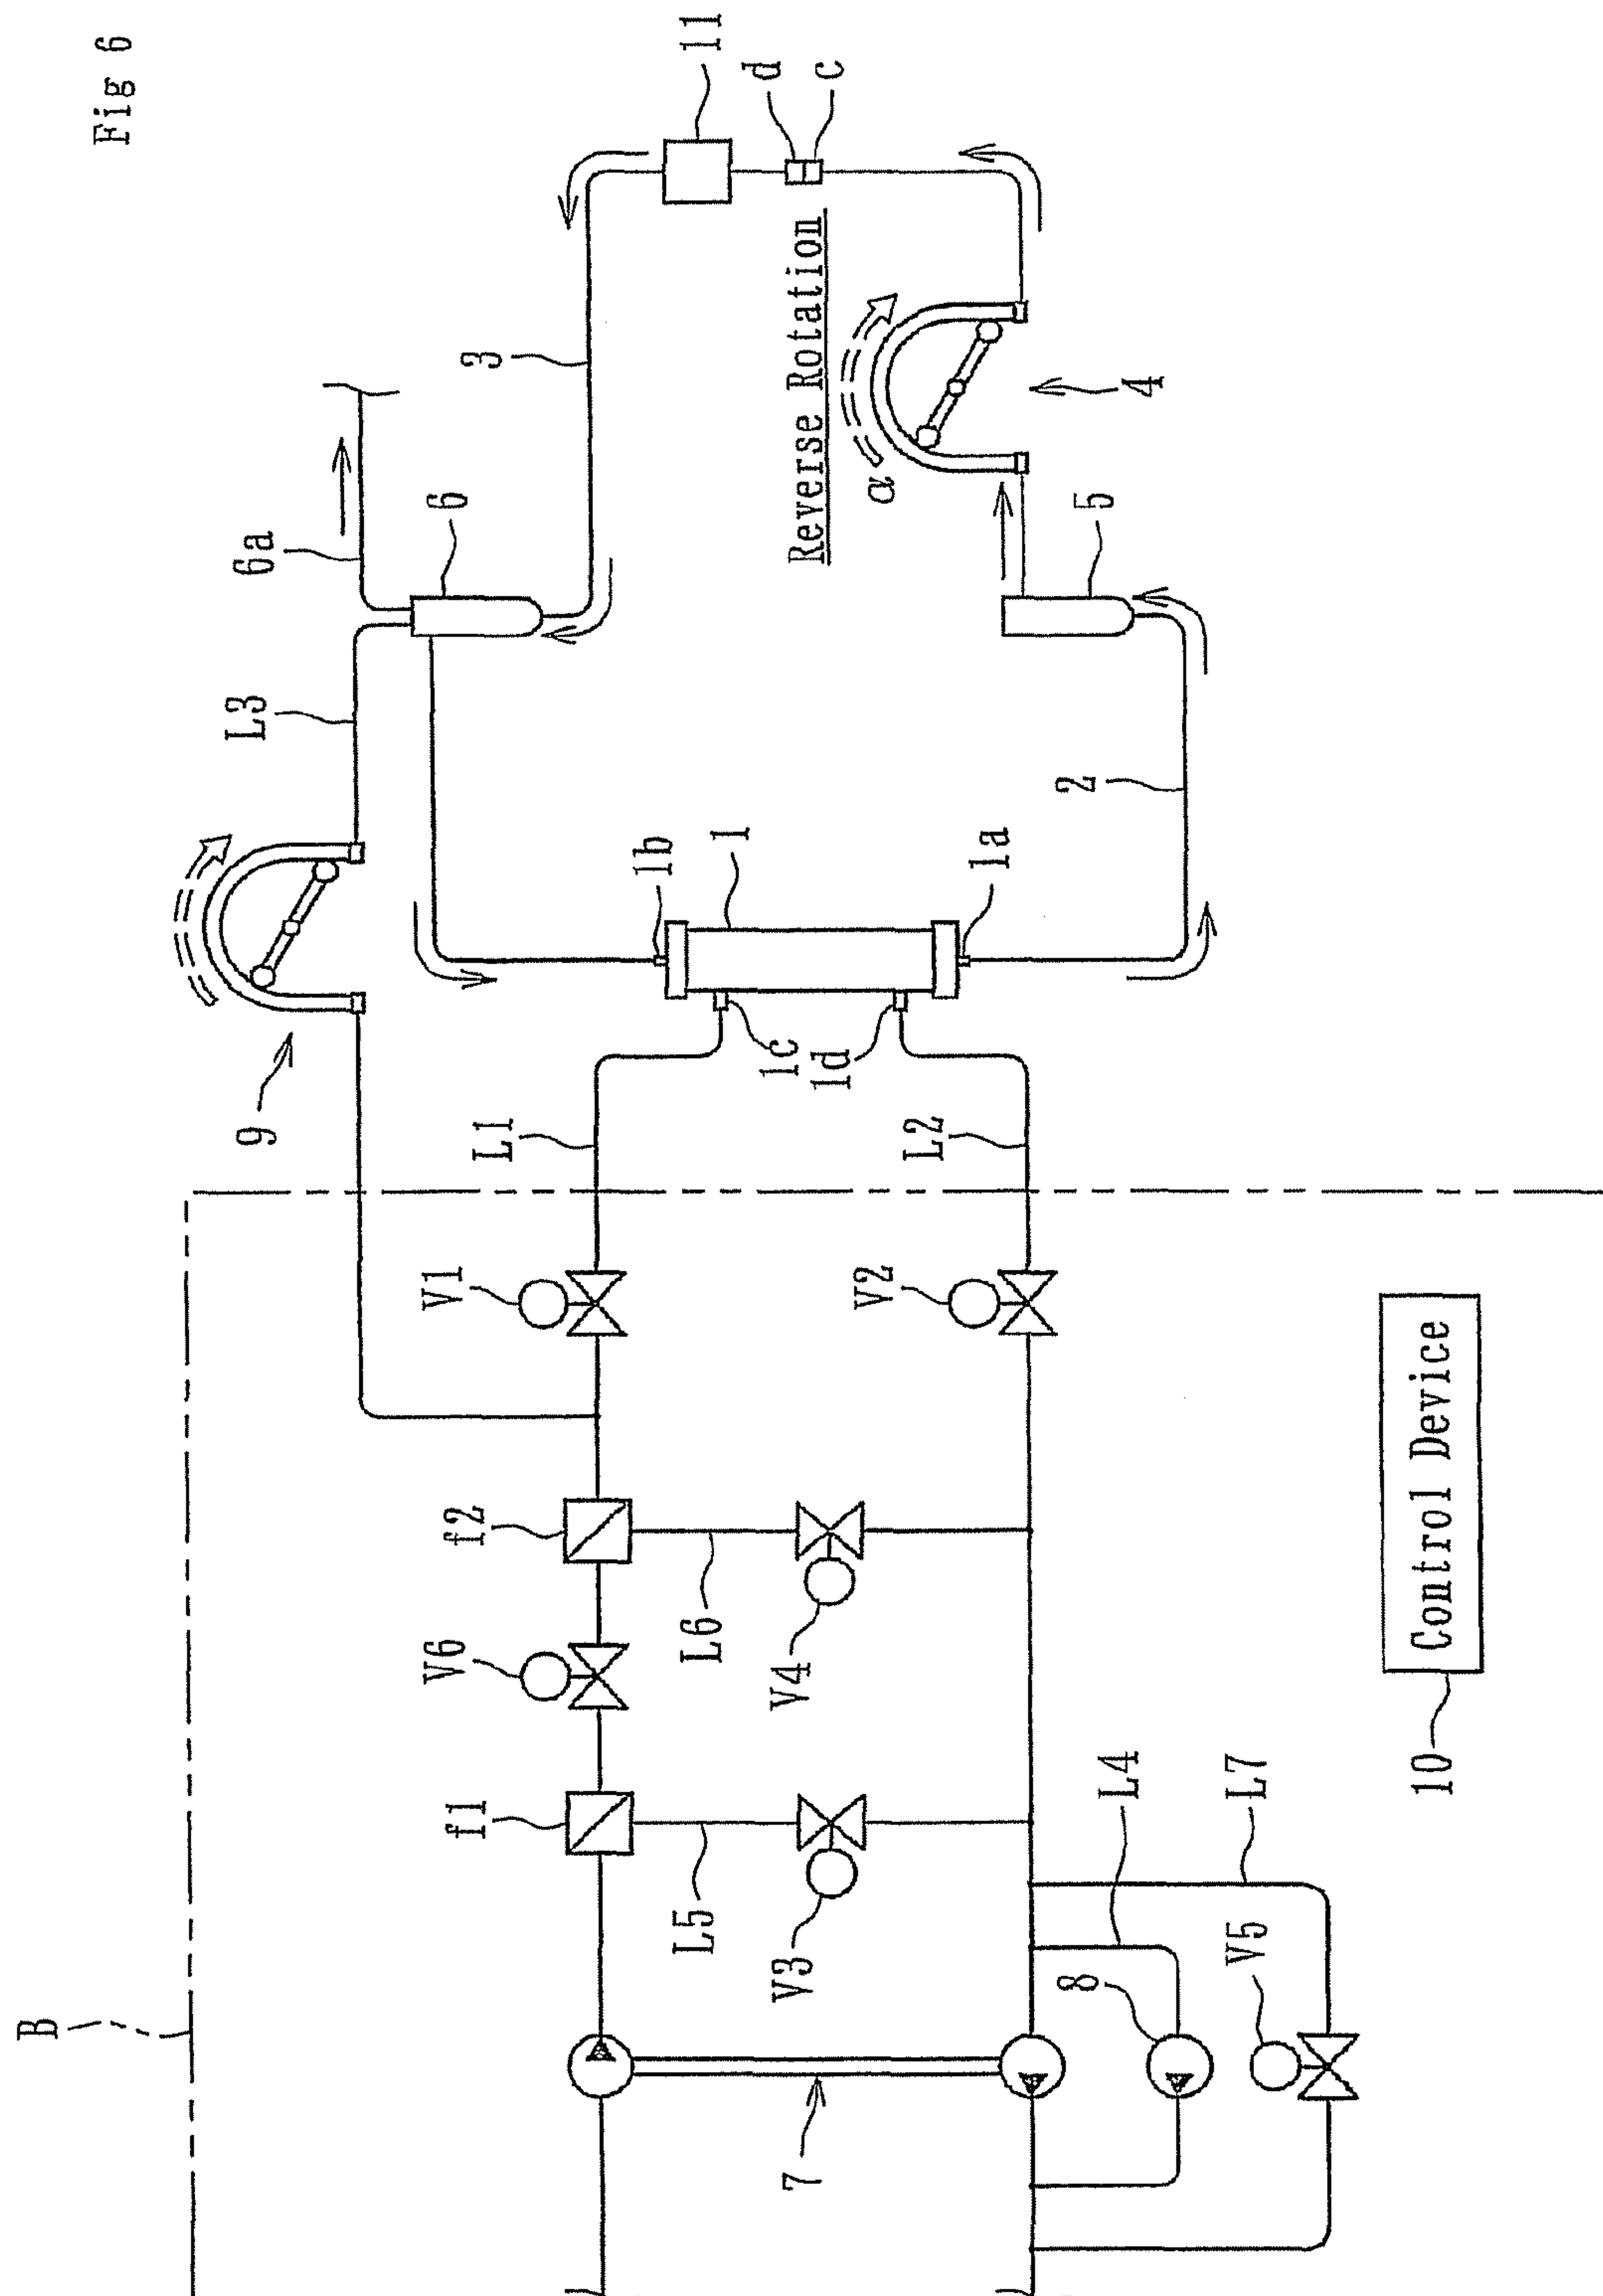 Fig 6
B
9
L3
6a
f1
V6
f2
V1
L1
6
3
L5
L6
1b
1
11
7
V3
V4
1c
1d
d
c
Reverse Rotation
V2
L2
α
1a
8
L4
2
5
4
V5
L7
10
Control Device